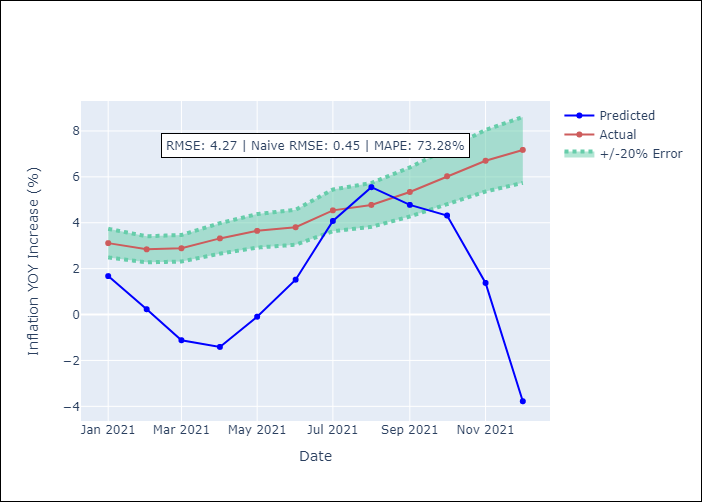 RMSE: 4.27 | Naive RMSE: 0.45 | MAPE: 73.28%
Predicted
Actual
+/-20% Error
Inflation YOY Increase (%)
8
6
4
2
0
−2
−4
Jan 2021
Mar 2021
May 2021
Jul 2021
Sep 2021
Nov 2021
Date